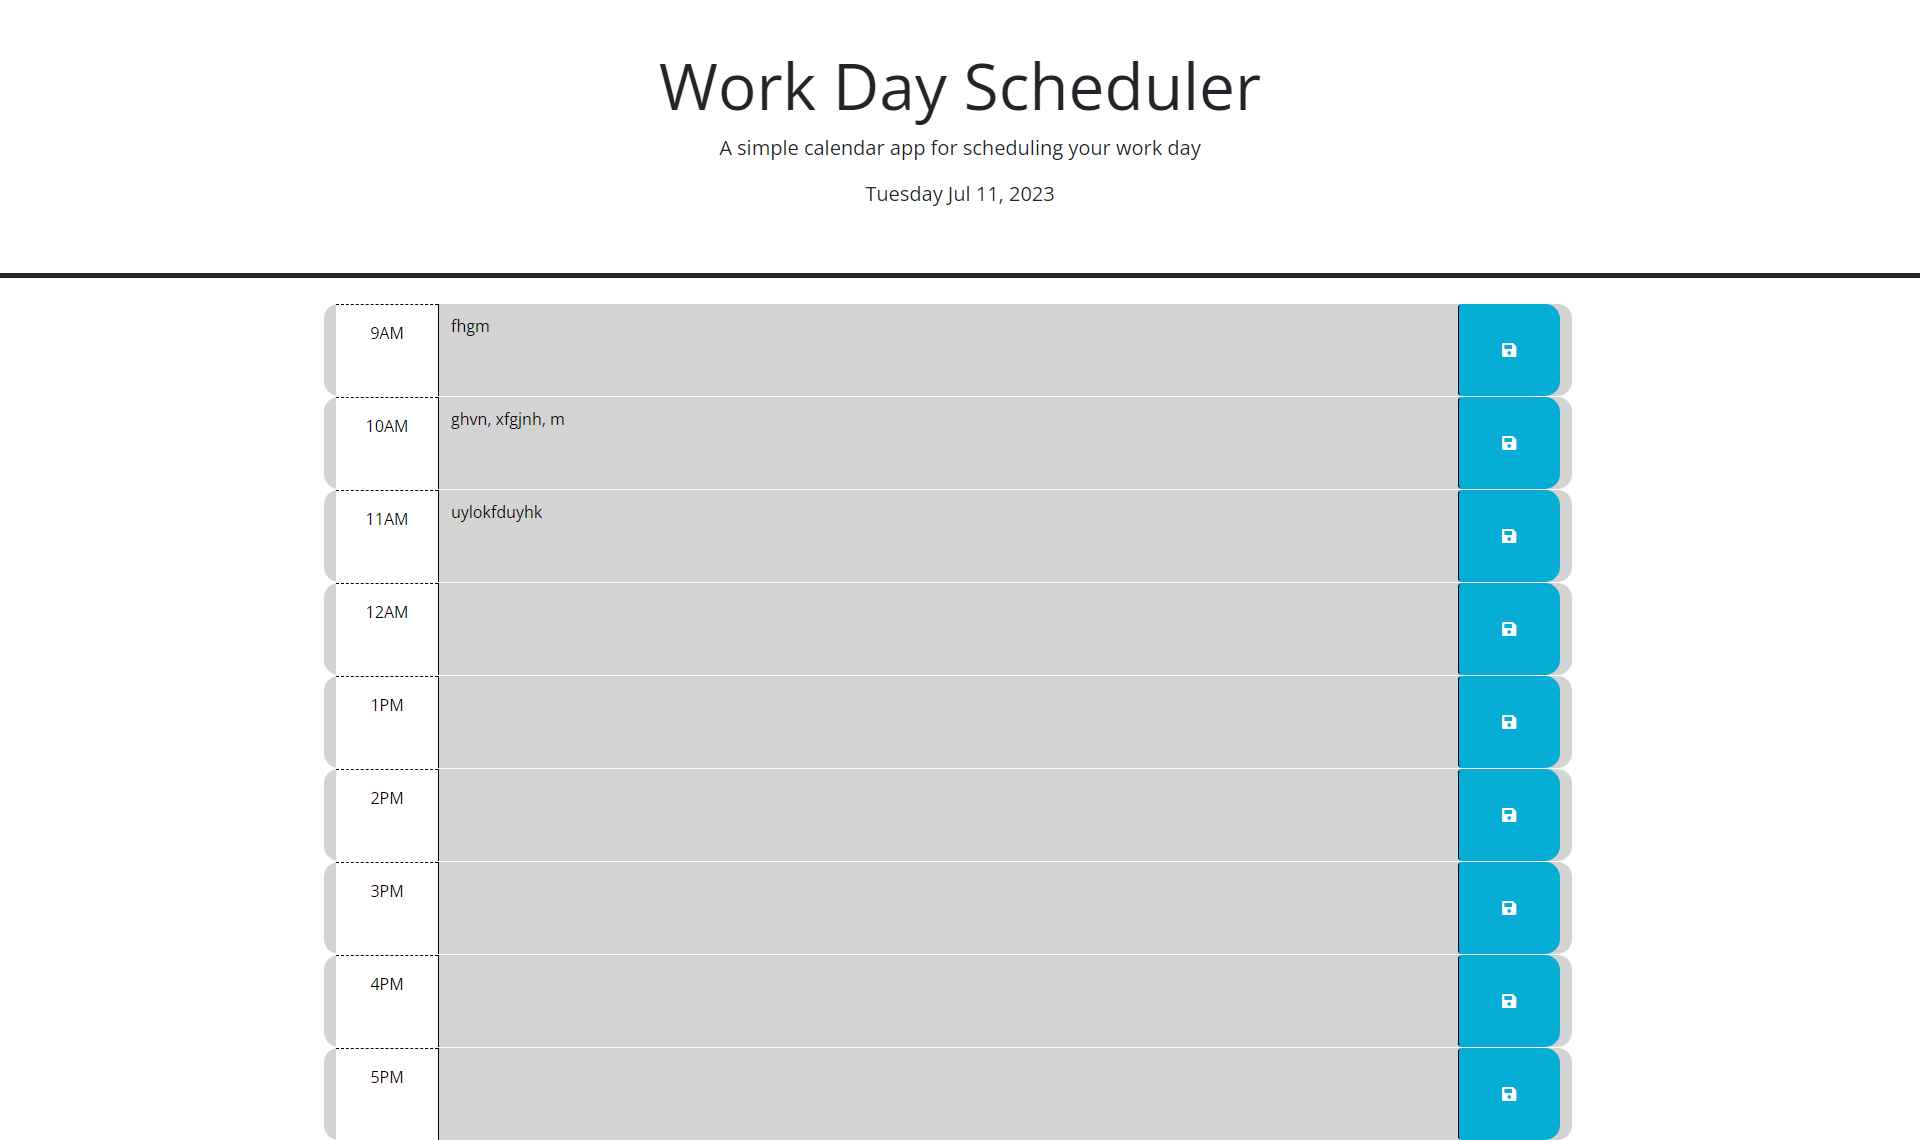 Work Day Scheduler
A simple calendar app for scheduling your work day
Tuesday Jul 11, 2023
9AM
fhgm
10AM
ghvn, xfgjnh, m
11AM
uylokfduyhk
12AM
1PM
2PM
3PM
4PM
5PM